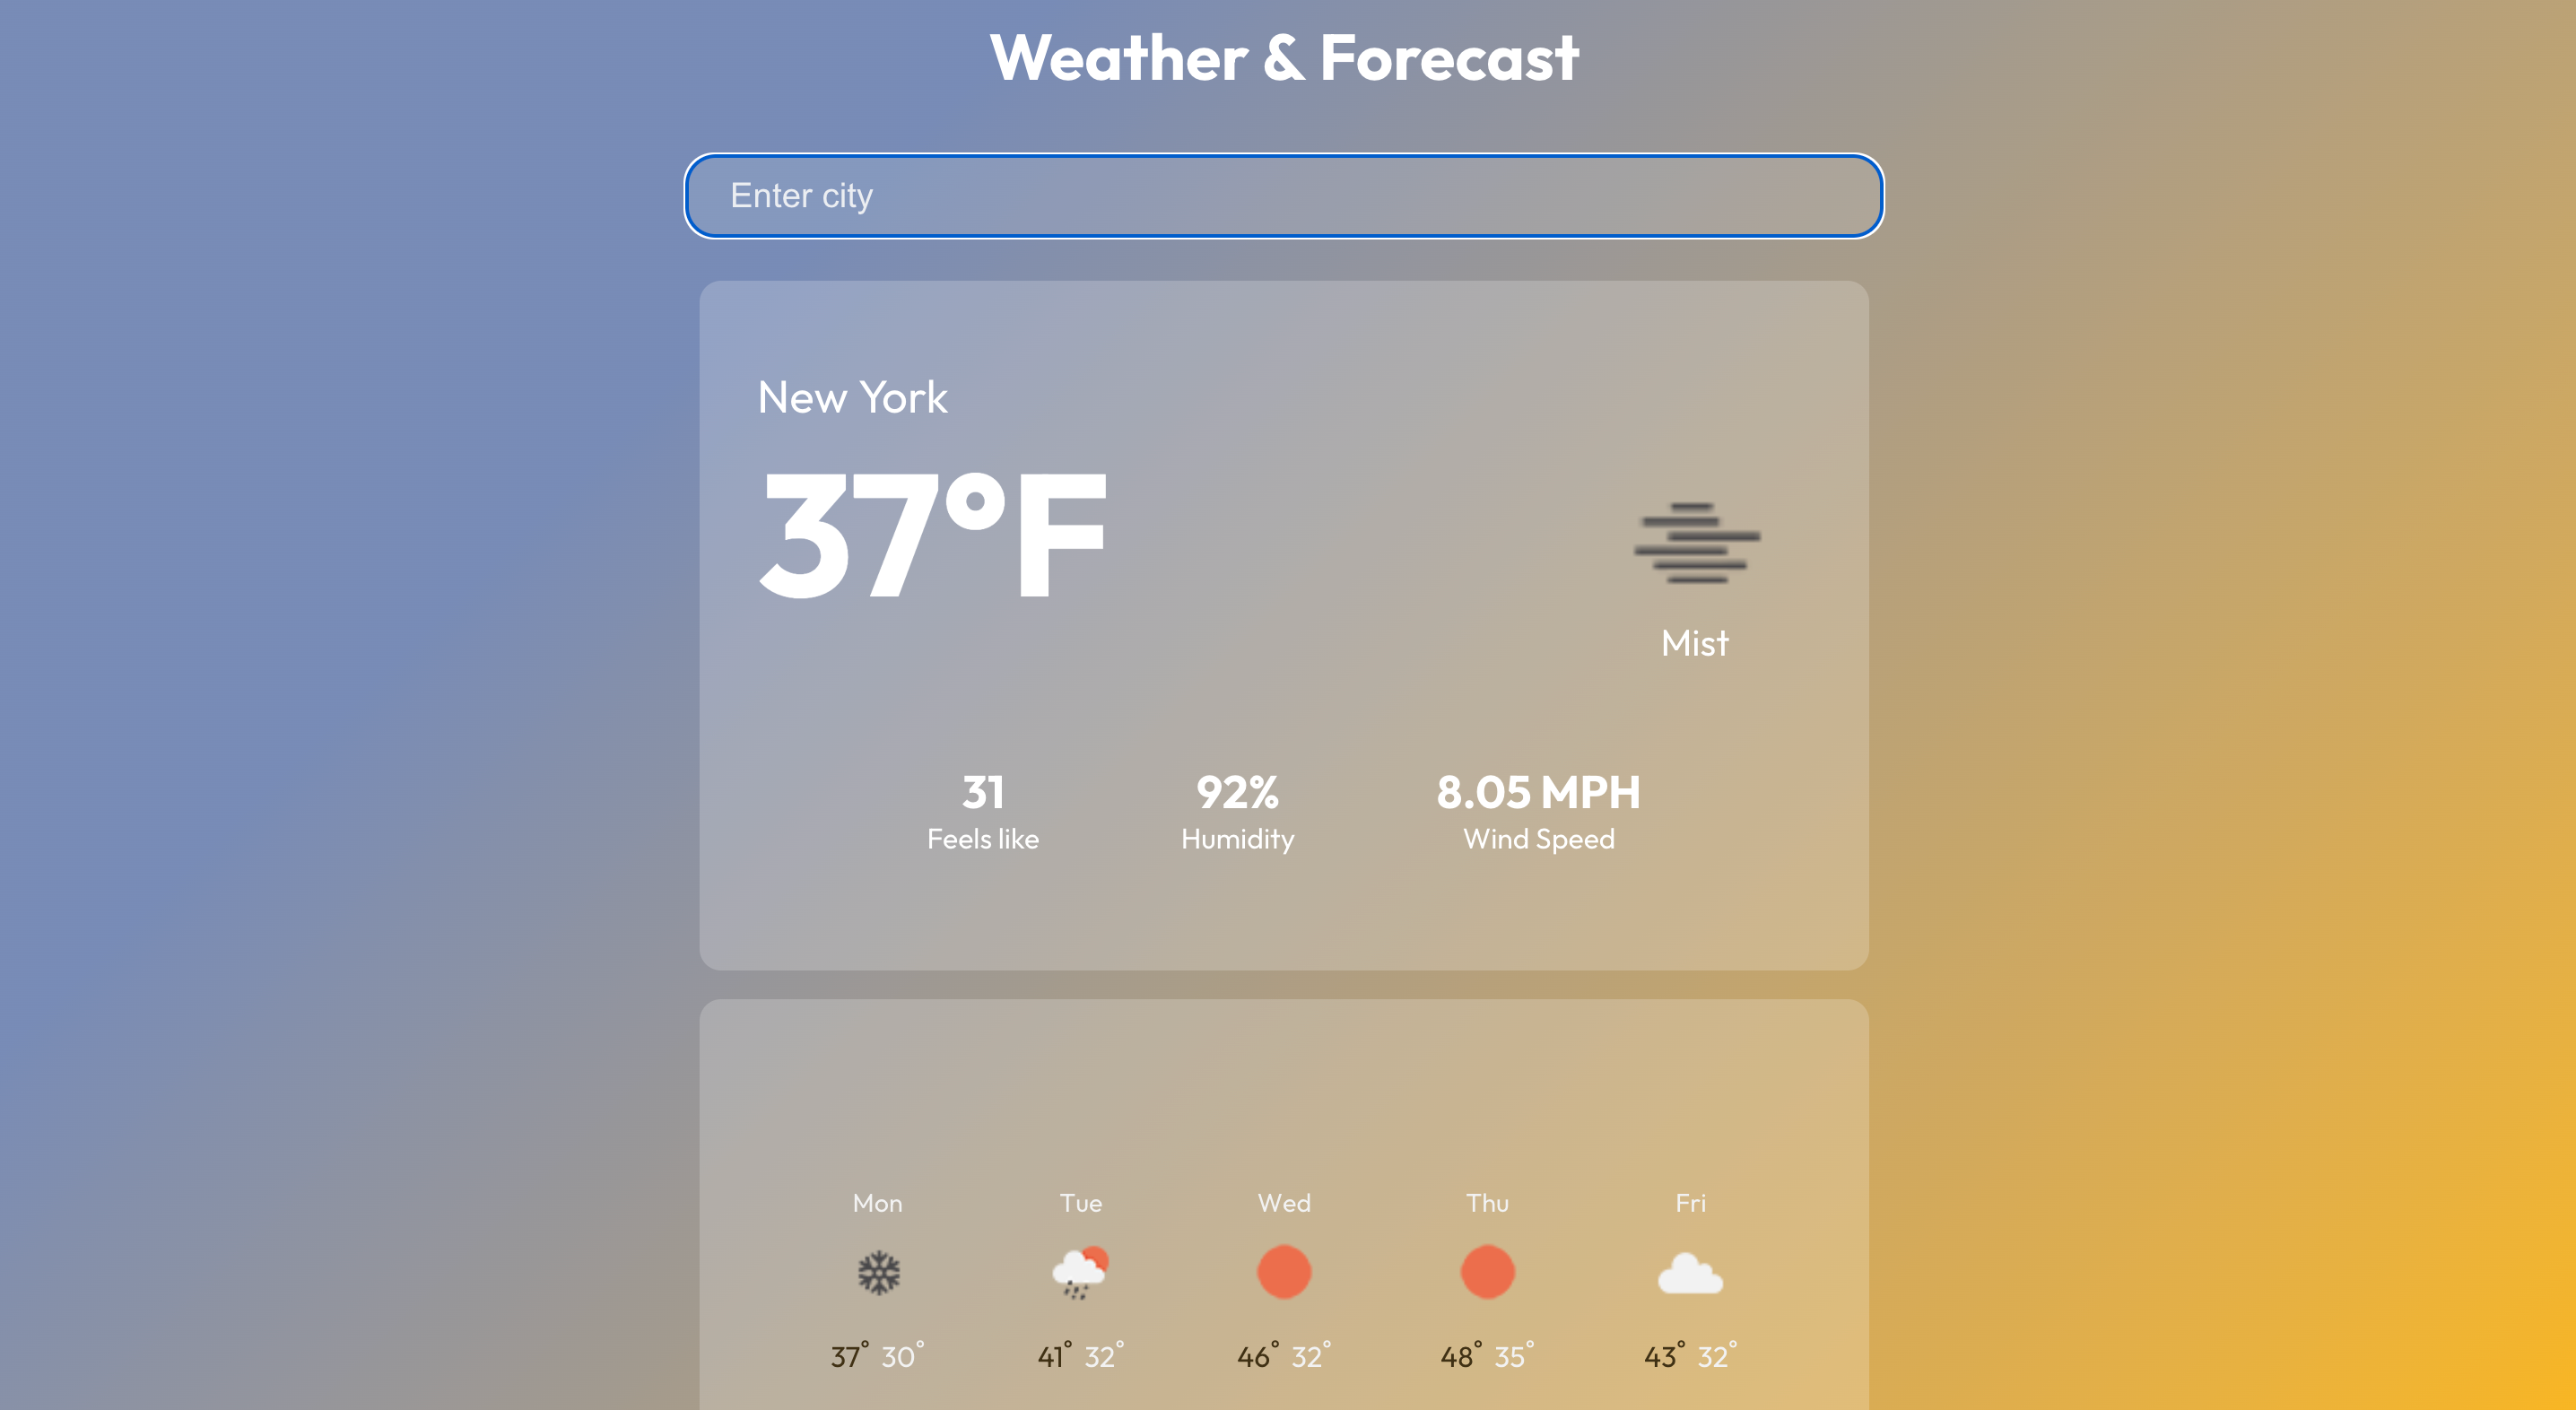 Weather & Forecast
Enter city
New York
37°F
Mist
31 92% 8.05 MPH
Feels like Humidity Wind Speed
Mon Tue Wed Thu Fri
37° 30° 41° 32° 46° 32° 48° 35° 43° 32°